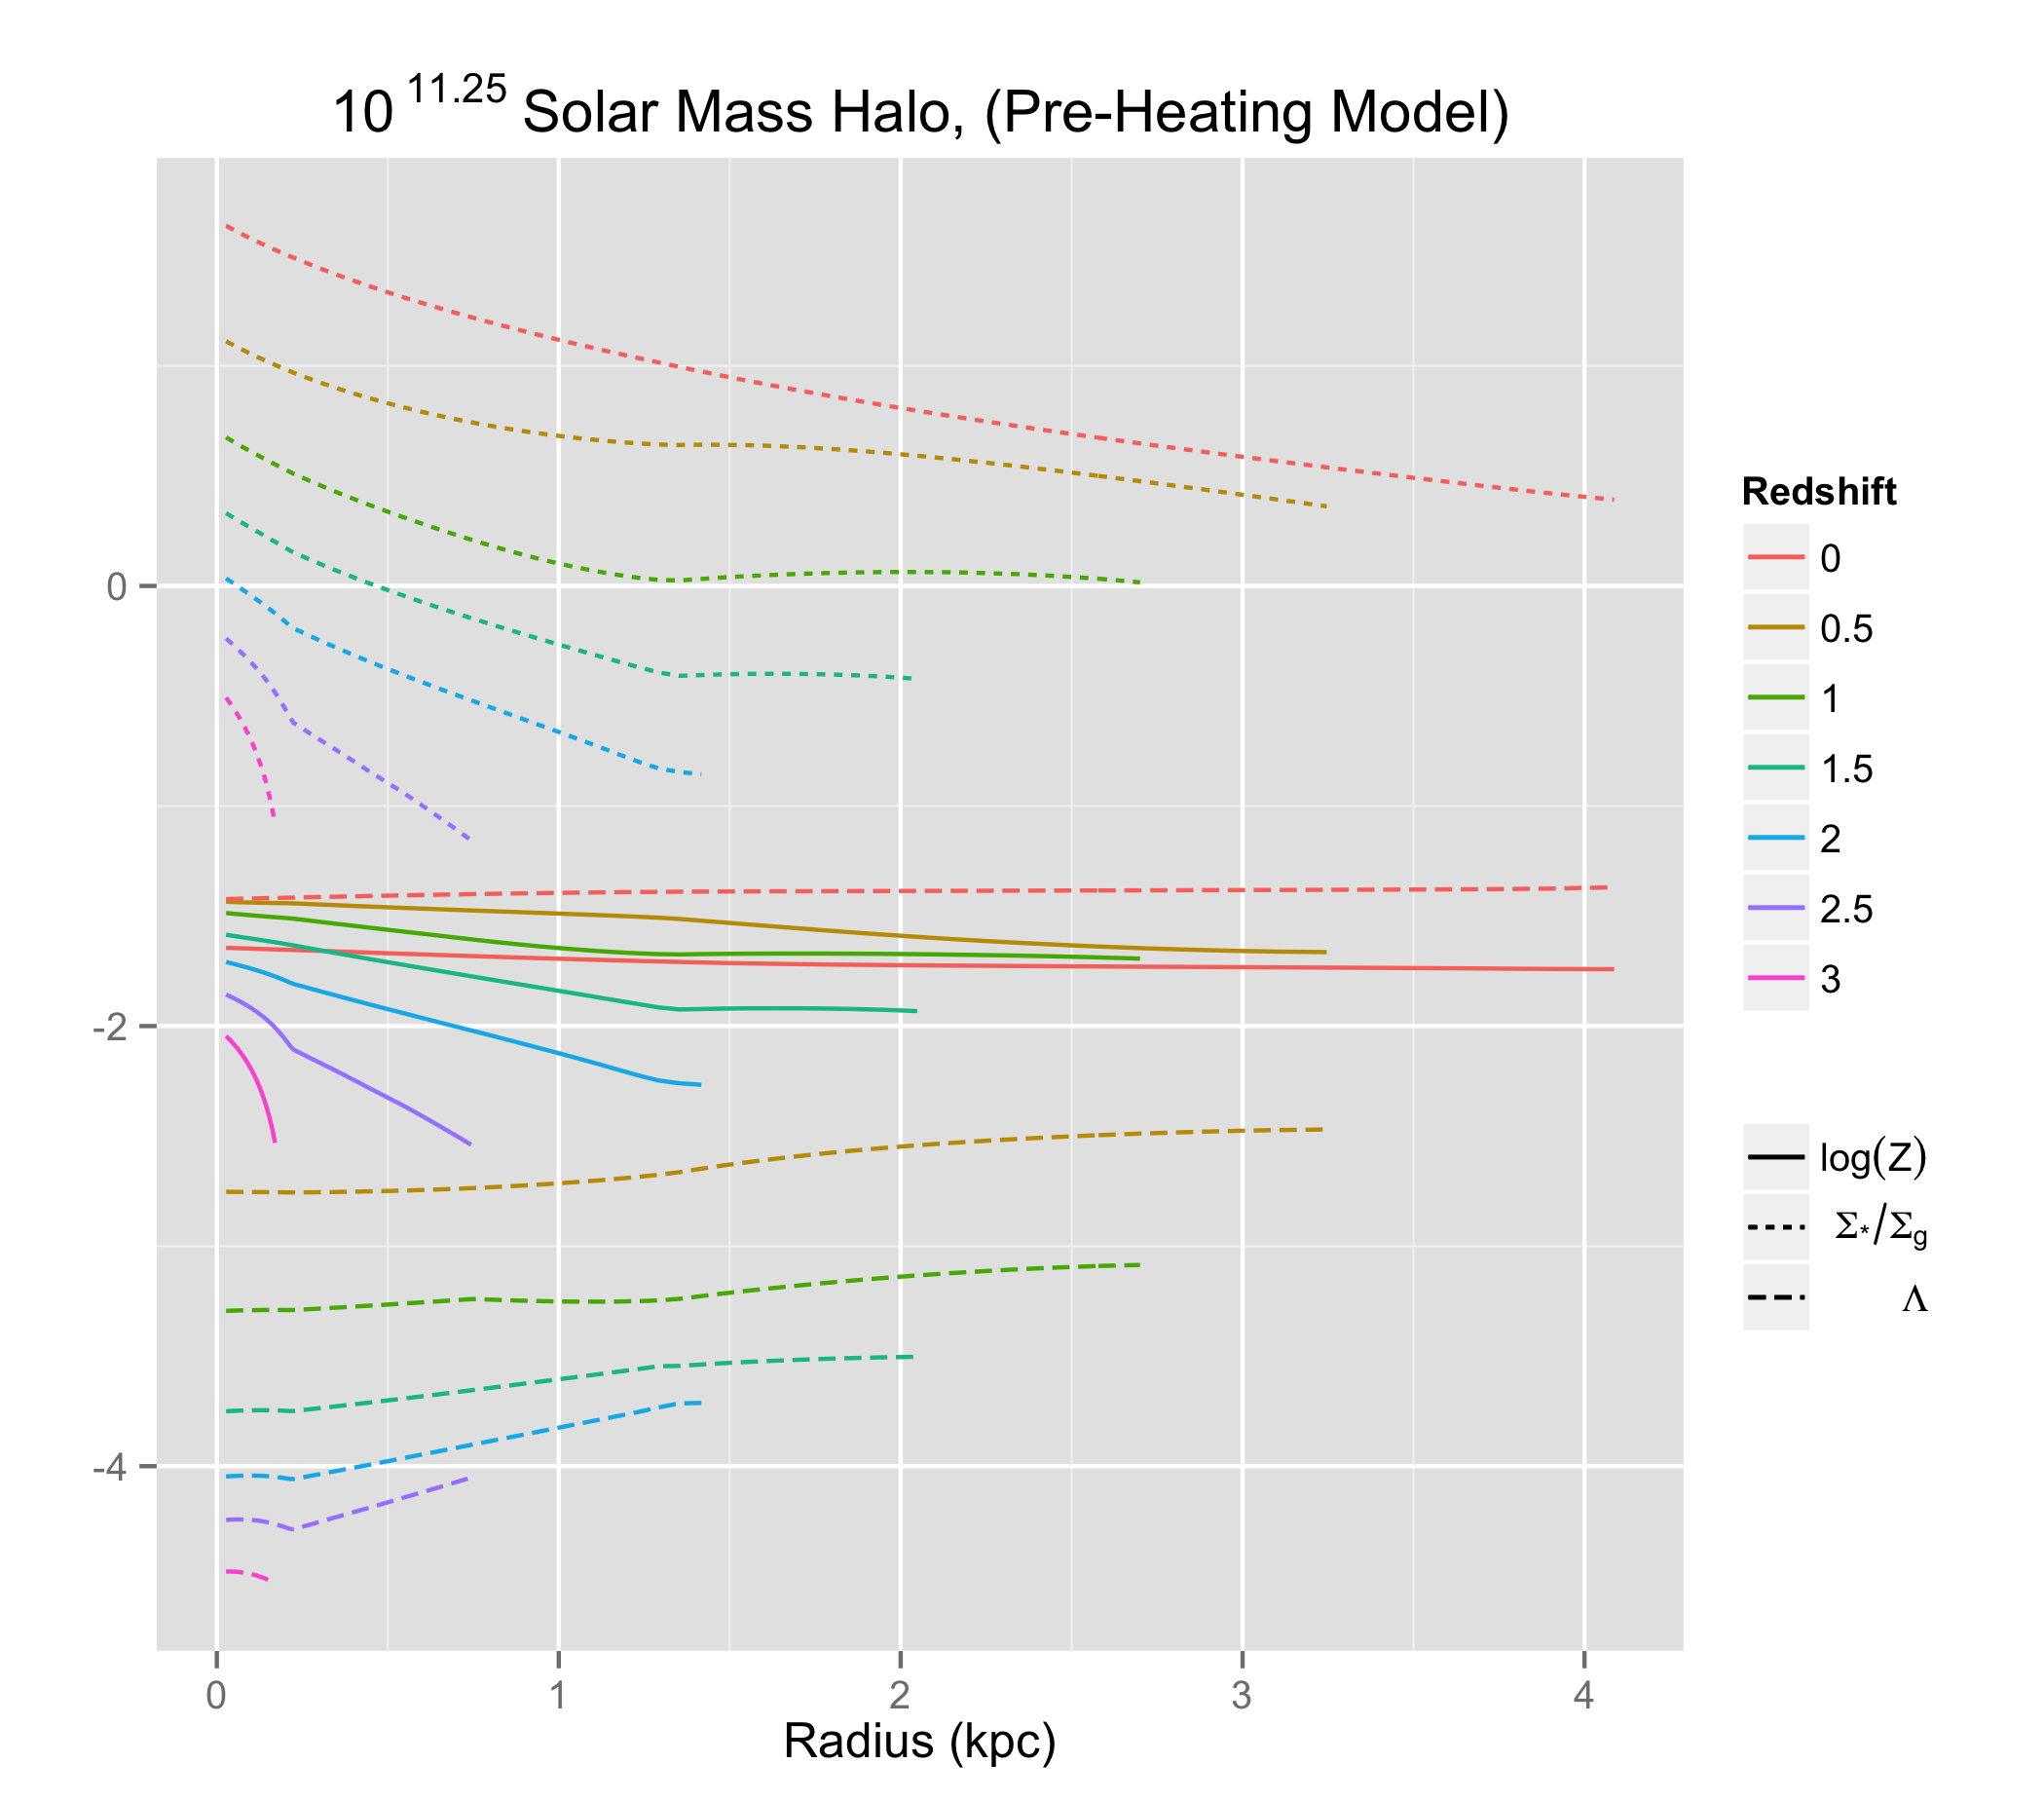 10 11.25 Solar Mass Halo, (Pre-Heating Model)
0
-2
-4
0 1 2 3 4
Radius (kpc)
Redshift
0
0.5
1
1.5
2
2.5
3
log(Z)
Σ*/Σg
Λ